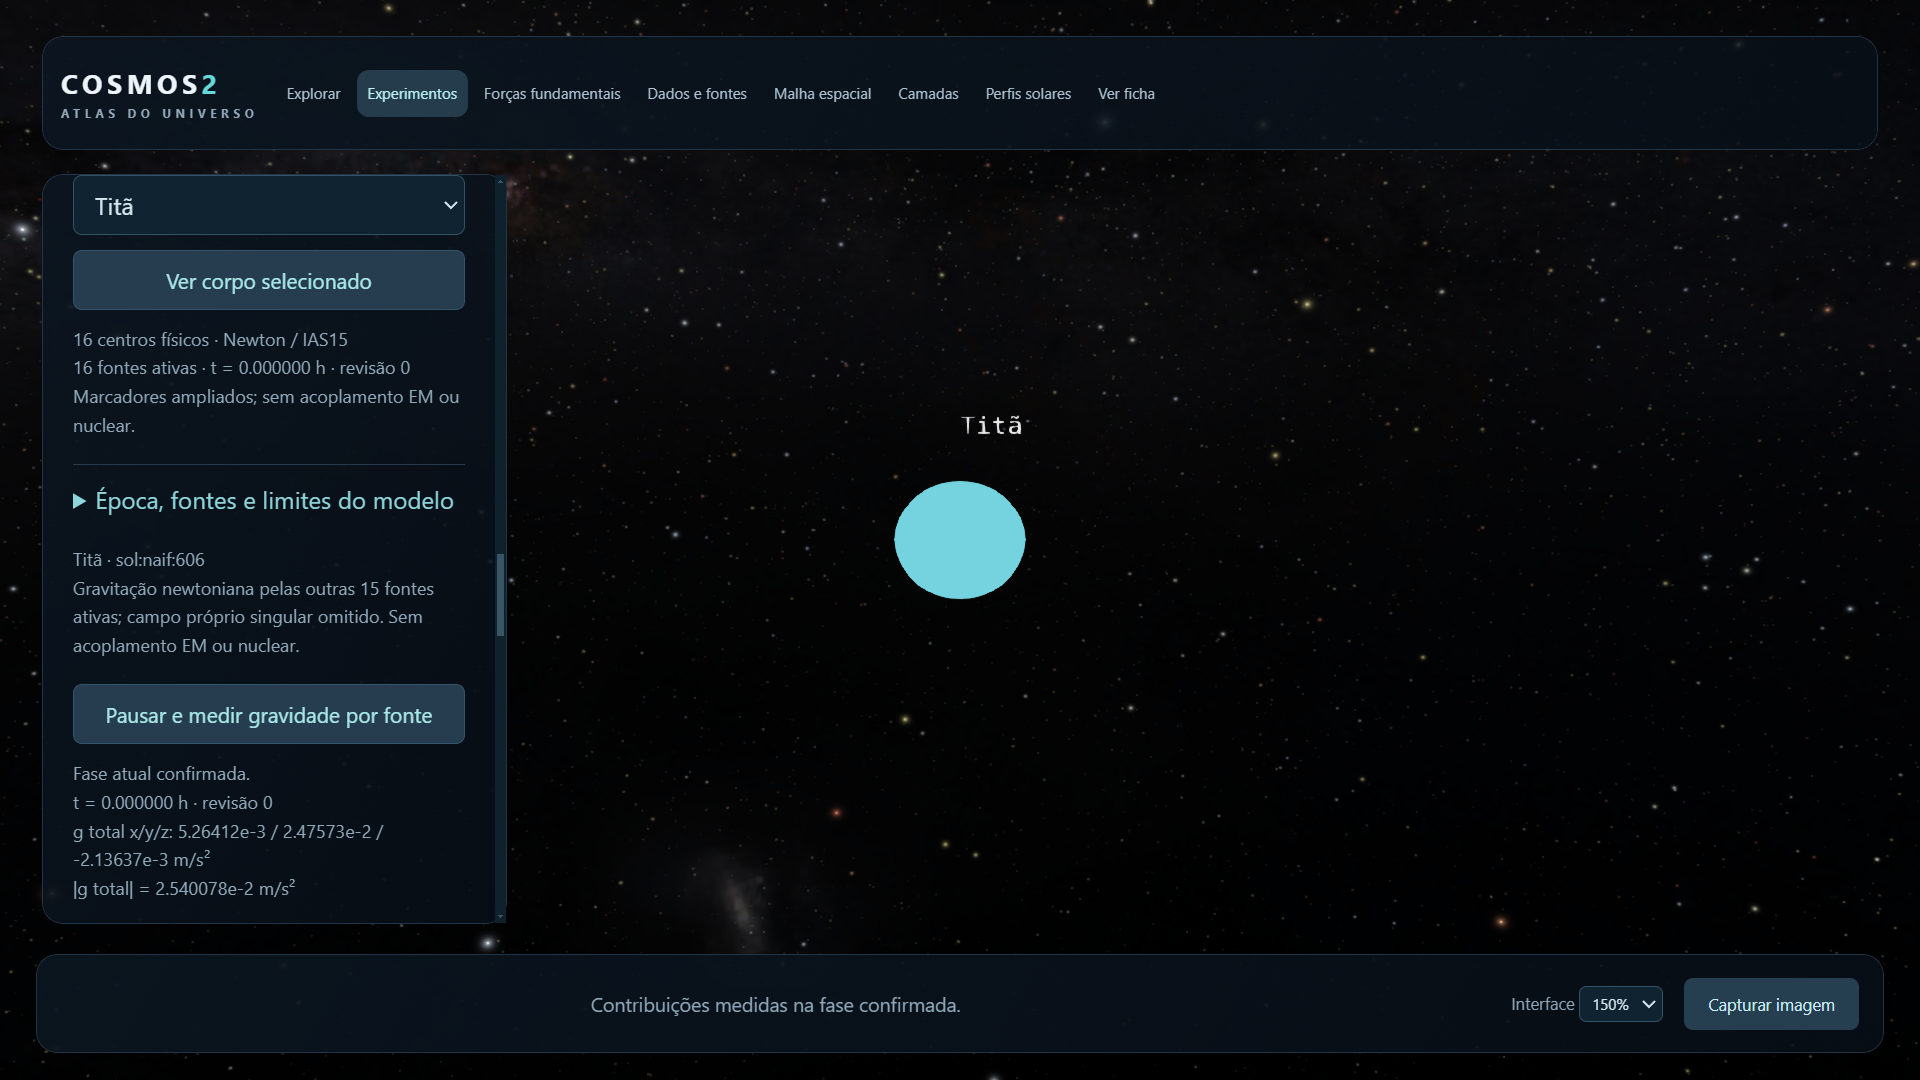 COSMOS2
ATLAS DO UNIVERSO
Explorar
Experimentos
Forças fundamentais
Dados e fontes
Malha espacial
Camadas
Perfis solares
Ver ficha
Titã
Ver corpo selecionado
16 centros físicos · Newton / IAS15
16 fontes ativas · t = 0.000000 h · revisão 0
Marcadores ampliados; sem acoplamento EM ou
nuclear.
Época, fontes e limites do modelo
Titã · sol:naif:606
Gravitação newtoniana pelas outras 15 fontes
ativas; campo próprio singular omitido. Sem
acoplamento EM ou nuclear.
Pausar e medir gravidade por fonte
Fase atual confirmada.
t = 0.000000 h · revisão 0
g total x/y/z: 5.26412e-3 / 2.47573e-2 /
-2.13637e-3 m/s²
|g total| = 2.540078e-2 m/s²
Titã
Contribuições medidas na fase confirmada.
Interface
150%
Capturar imagem